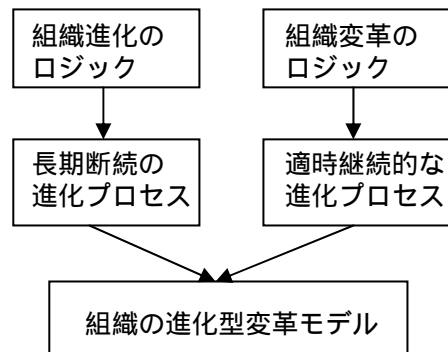 組織進化の
ロジック
組織変革の
ロジック
長期断続の
進化プロセス
適時継続的な
進化プロセス
組織の進化型変革モデル